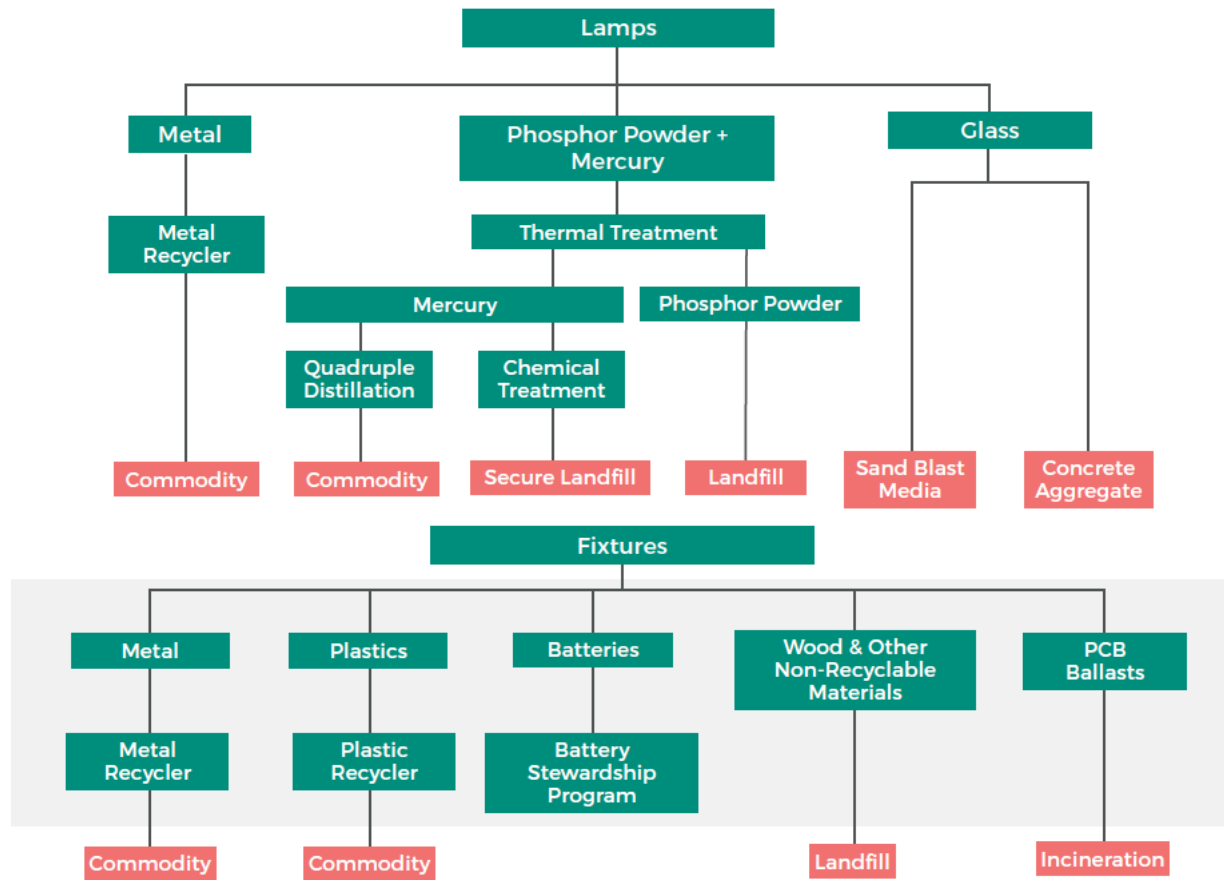 Lamps
Metal
Phosphor Powder +
Mercury
Glass
Metal
Recycler
Thermal Treatment
Mercury
Phosphor Powder
Quadruple
Distillation
Chemical
Treatment
Commodity
Commodity
Secure Landfill
Landfill
Sand Blast
Media
Concrete
Aggregate
Fixtures
Metal
Plastics
Batteries
Wood & Other
Non-Recyclable
Materials
PCB
Ballasts
Metal
Recycler
Plastic
Recycler
Battery
Stewardship
Program
Commodity
Commodity
Landfill
Incineration